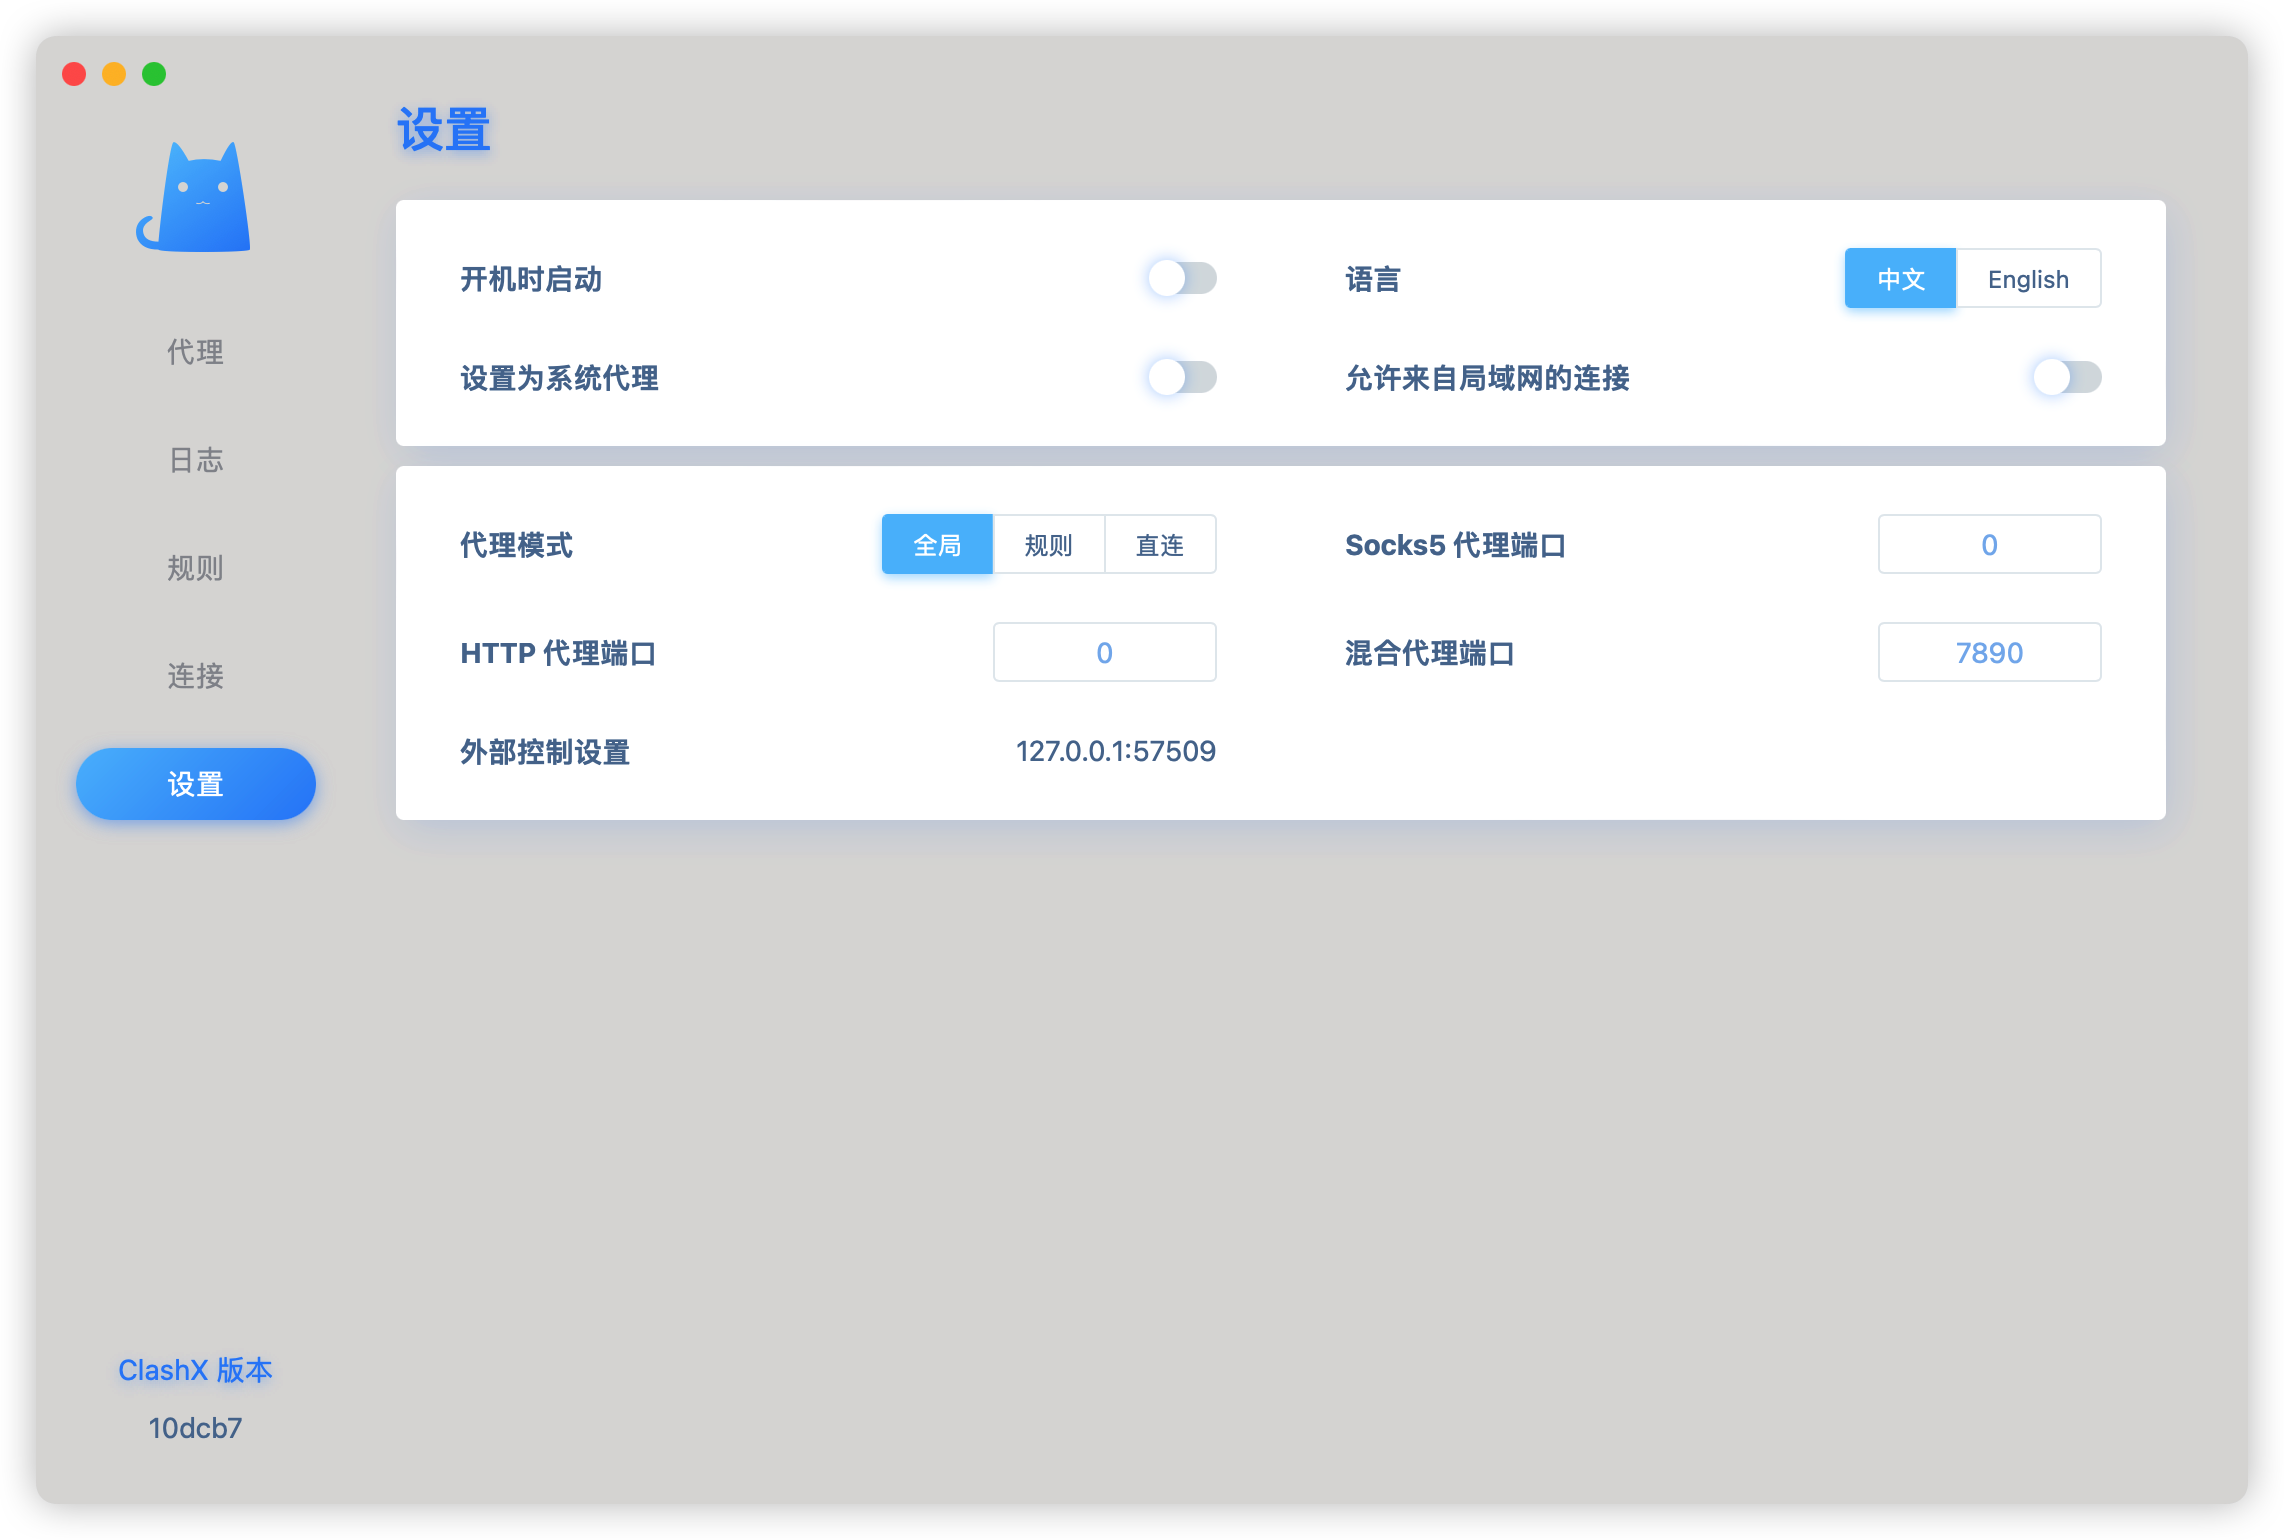 设置
代理
日志
规则
连接
设置
ClashX 版本
10dcb7
开机时启动
语言
中文 English
设置为系统代理
允许来自局域网的连接
代理模式
全局 规则 直连
Socks5 代理端口
0
HTTP 代理端口
0
混合代理端口
7890
外部控制设置
127.0.0.1:57509